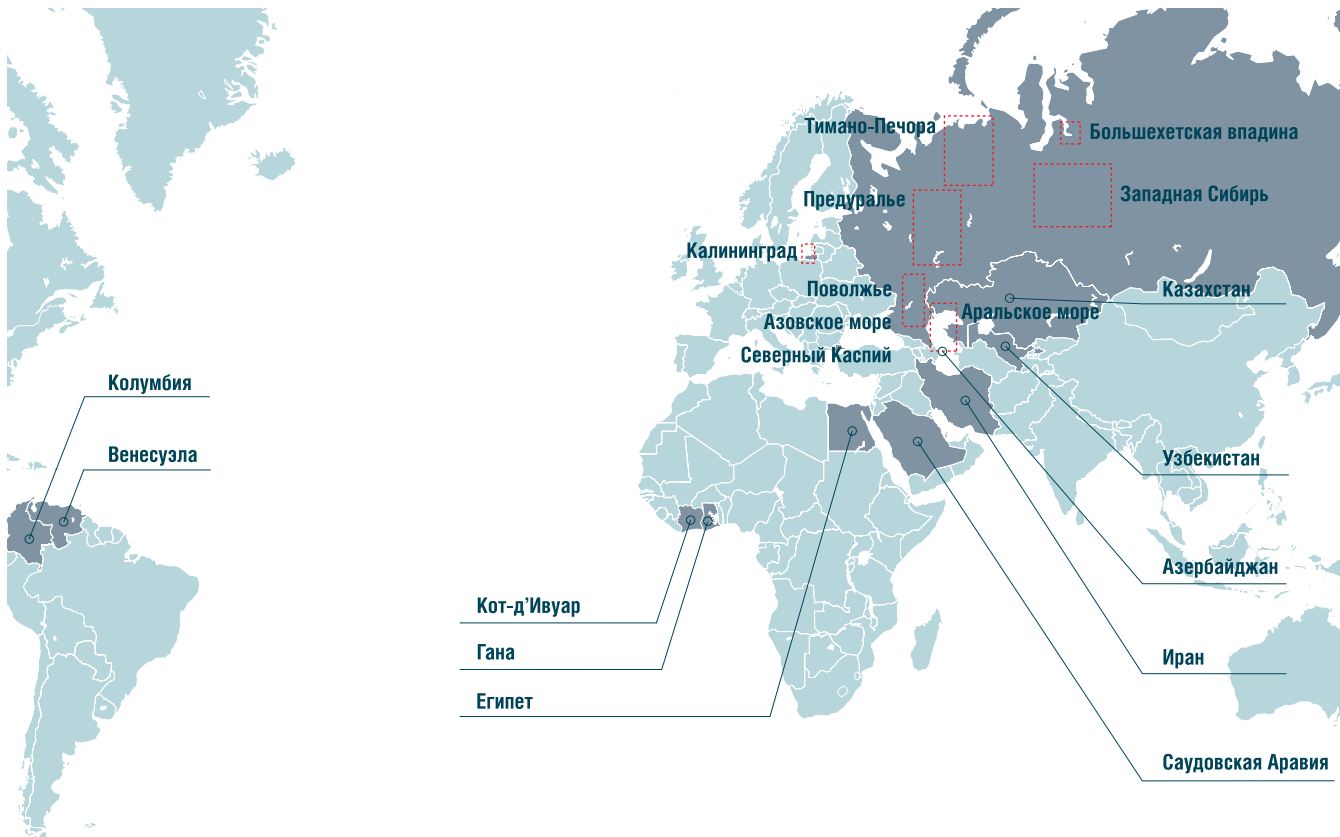 Тимано-Печора
Большехетская впадина
Предуралье
Западная Сибирь
Калининград
Поволжье
Казахстан
Азовское море
Аральское море
Северный Каспий
Колумбия
Венесуэла
Узбекистан
Азербайджан
Кот-д’Ивуар
Гана
Иран
Египет
Саудовская Аравия